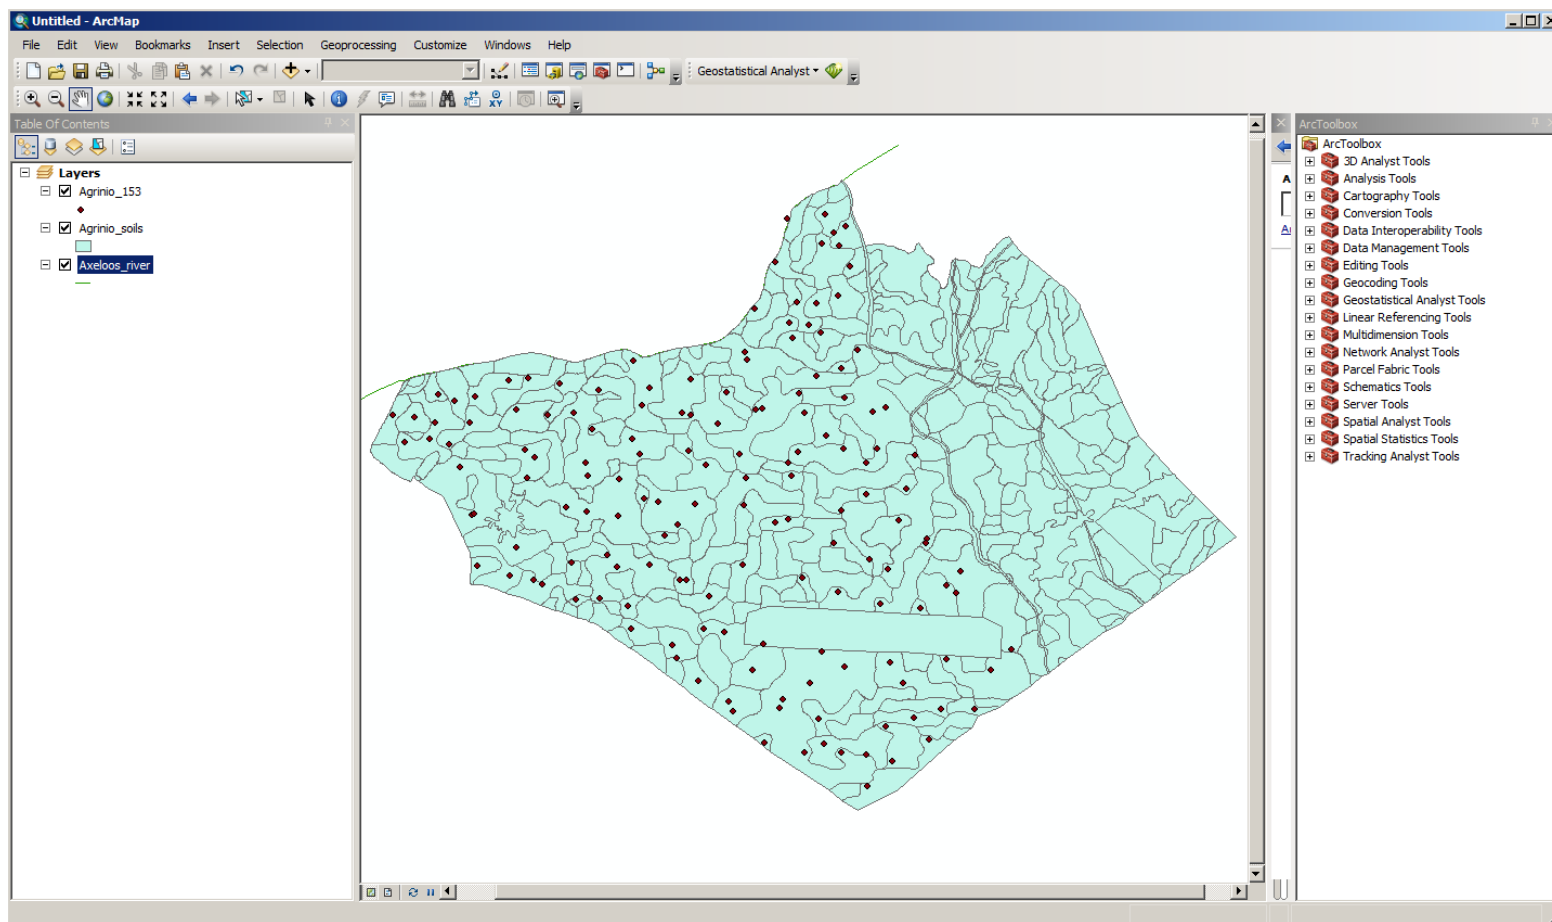 Untitled - ArcMap
File Edit View Bookmarks Insert Selection Geoprocessing Customize Windows Help
Geostatistical Analyst
XY
Table Of Contents
Layers
Agrinio_153
Agrinio_soils
Axeloos_river
ArcToolbox
ArcToolbox
3D Analyst Tools
Analysis Tools
Cartography Tools
Conversion Tools
Data Interoperability Tools
Data Management Tools
Editing Tools
Geocoding Tools
Geostatistical Analyst Tools
Linear Referencing Tools
Multidimension Tools
Network Analyst Tools
Parcel Fabric Tools
Schematics Tools
Server Tools
Spatial Analyst Tools
Spatial Statistics Tools
Tracking Analyst Tools